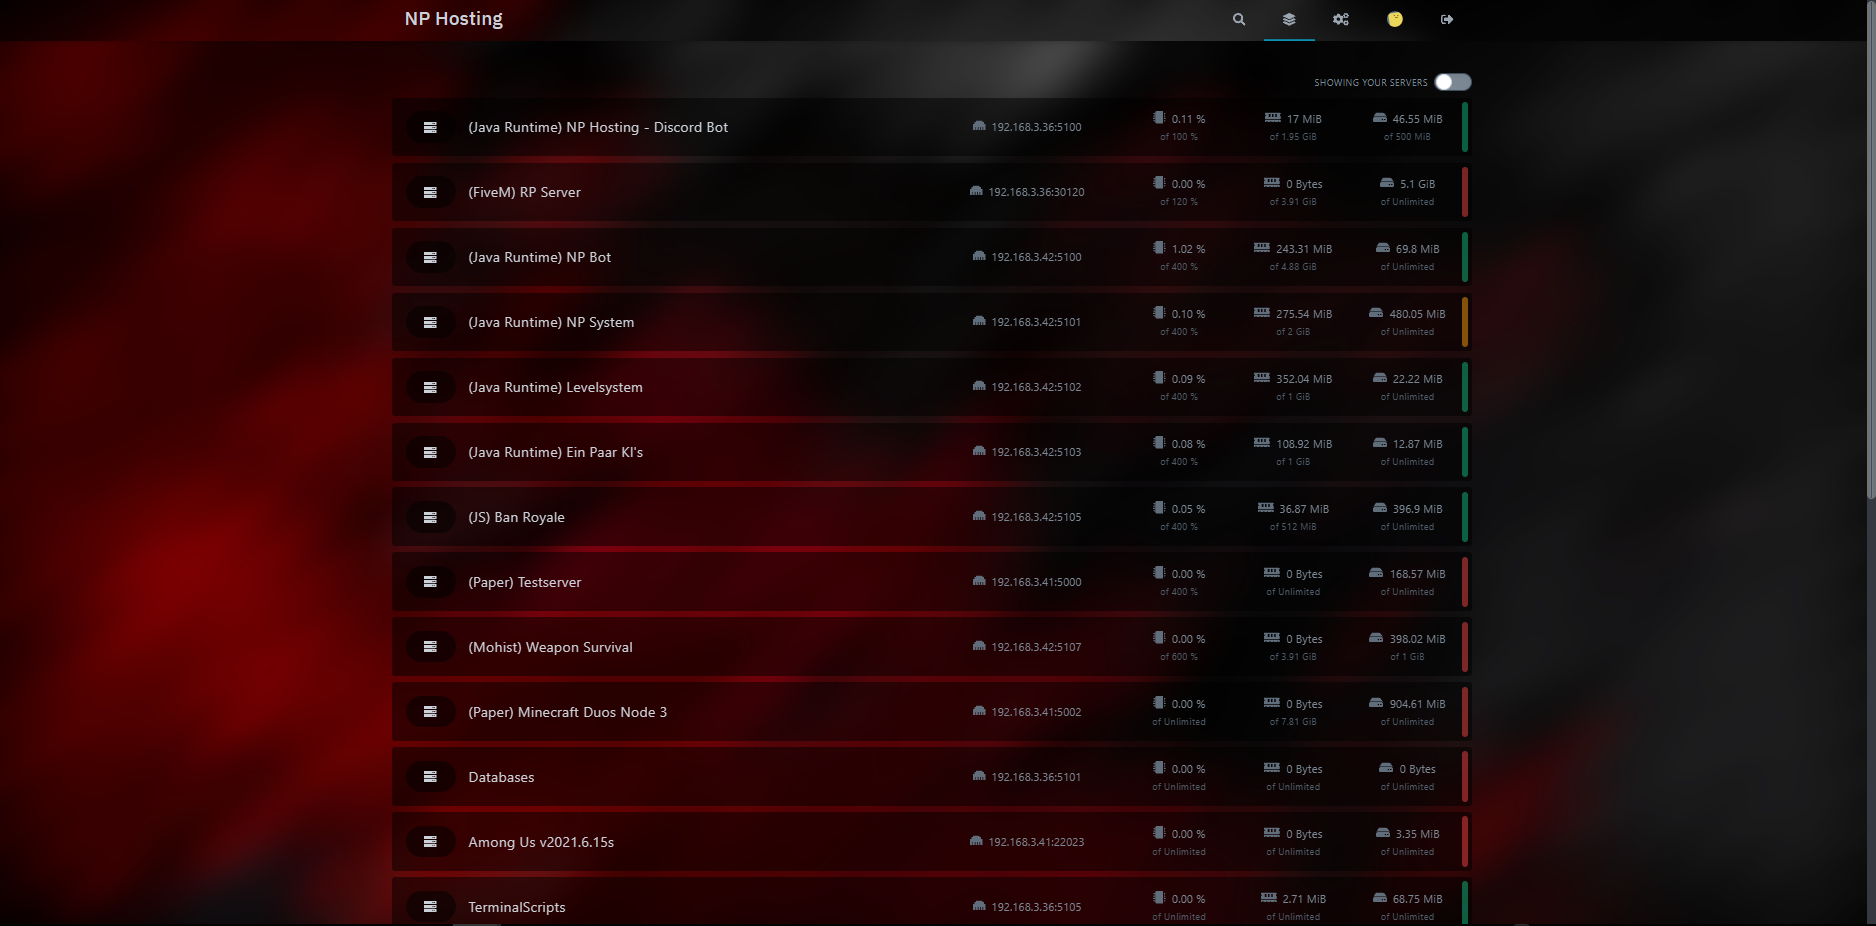 NP Hosting
SHOWING YOUR SERVERS
(Java Runtime) NP Hosting - Discord Bot 192.168.3.36:5100 0.11 % 17 MiB 46.55 MiB
of 100 % of 1.95 GiB of 500 MiB
(FiveM) RP Server 192.168.3.36:30120 0.00 % 0 Bytes 5.1 GiB
of 120 % of 3.91 GiB of Unlimited
(Java Runtime) NP Bot 192.168.3.42:5100 1.02 % 243.31 MiB 69.8 MiB
of 400 % of 4.88 GiB of Unlimited
(Java Runtime) NP System 192.168.3.42:5101 0.10 % 275.54 MiB 480.05 MiB
of 400 % of 2 GiB of Unlimited
(Java Runtime) Levelsystem 192.168.3.42:5102 0.09 % 352.04 MiB 22.22 MiB
of 400 % of 1 GiB of Unlimited
(Java Runtime) Ein Paar KI's 192.168.3.42:5103 0.08 % 108.92 MiB 12.87 MiB
of 400 % of 1 GiB of Unlimited
(JS) Ban Royale 192.168.3.42:5105 0.05 % 36.87 MiB 396.9 MiB
of 400 % of 512 MiB of Unlimited
(Paper) Testserver 192.168.3.41:5000 0.00 % 0 Bytes 168.57 MiB
of 400 % of Unlimited of Unlimited
(Mohist) Weapon Survival 192.168.3.42:5107 0.00 % 0 Bytes 398.02 MiB
of 600 % of 3.91 GiB of 1 GiB
(Paper) Minecraft Duos Node 3 192.168.3.41:5002 0.00 % 0 Bytes 904.61 MiB
of Unlimited of 7.81 GiB of Unlimited
Databases 192.168.3.36:5101 0.00 % 0 Bytes 0 Bytes
of Unlimited of Unlimited of Unlimited
Among Us v2021.6.15s 192.168.3.41:22023 0.00 % 0 Bytes 3.35 MiB
of Unlimited of Unlimited of Unlimited
TerminalScripts 192.168.3.36:5105 0.00 % 2.71 MiB 68.75 MiB
of Unlimited of Unlimited of Unlimited